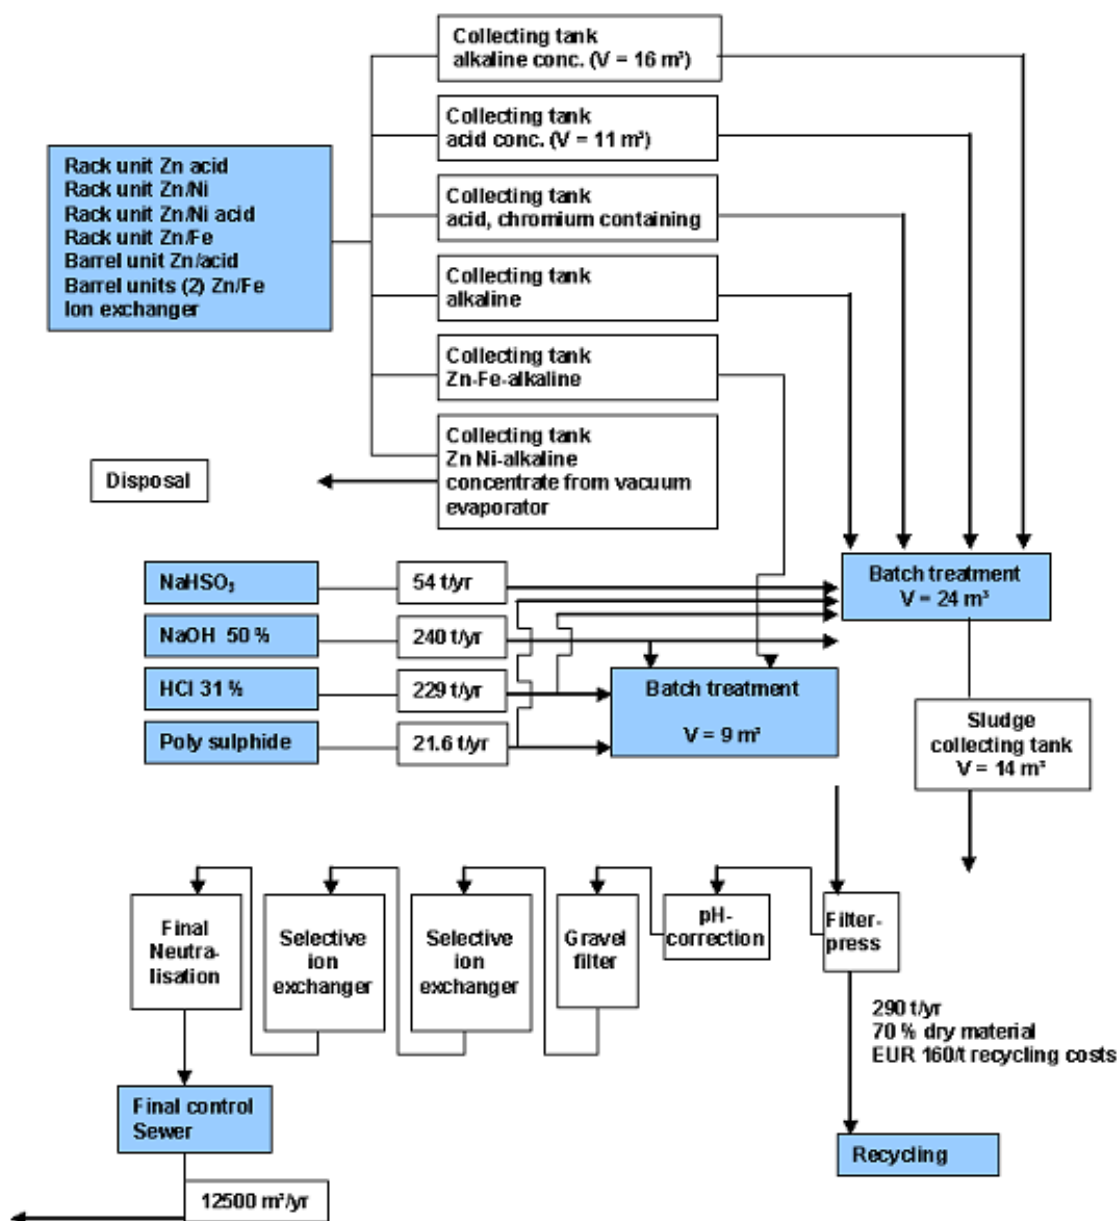 Collecting tank
alkaline conc. (V = 16 m³)
Collecting tank
acid conc. (V = 11 m³)
Rack unit Zn acid
Rack unit Zn/Ni
Rack unit Zn/Ni acid
Rack unit Zn/Fe
Barrel unit Zn/acid
Barrel units (2) Zn/Fe
Ion exchanger
Collecting tank
acid, chromium containing
Collecting tank
alkaline
Collecting tank
Zn-Fe-alkaline
Collecting tank
Zn Ni-alkaline
concentrate from vacuum
evaporator
Disposal
NaHSO₃
54 t/yr
Batch treatment
V = 24 m³
NaOH 50 %
240 t/yr
HCl 31 %
229 t/yr
Batch treatment
V = 9 m³
Poly sulphide
21.6 t/yr
Sludge
collecting tank
V = 14 m³
Final
Neutra-
lisation
Selective
ion
exchanger
Selective
ion
exchanger
Gravel
filter
pH-
correction
Filter-
press
290 t/yr
70 % dry material
EUR 160/t recycling costs
Final control
Sewer
Recycling
12500 m³/yr